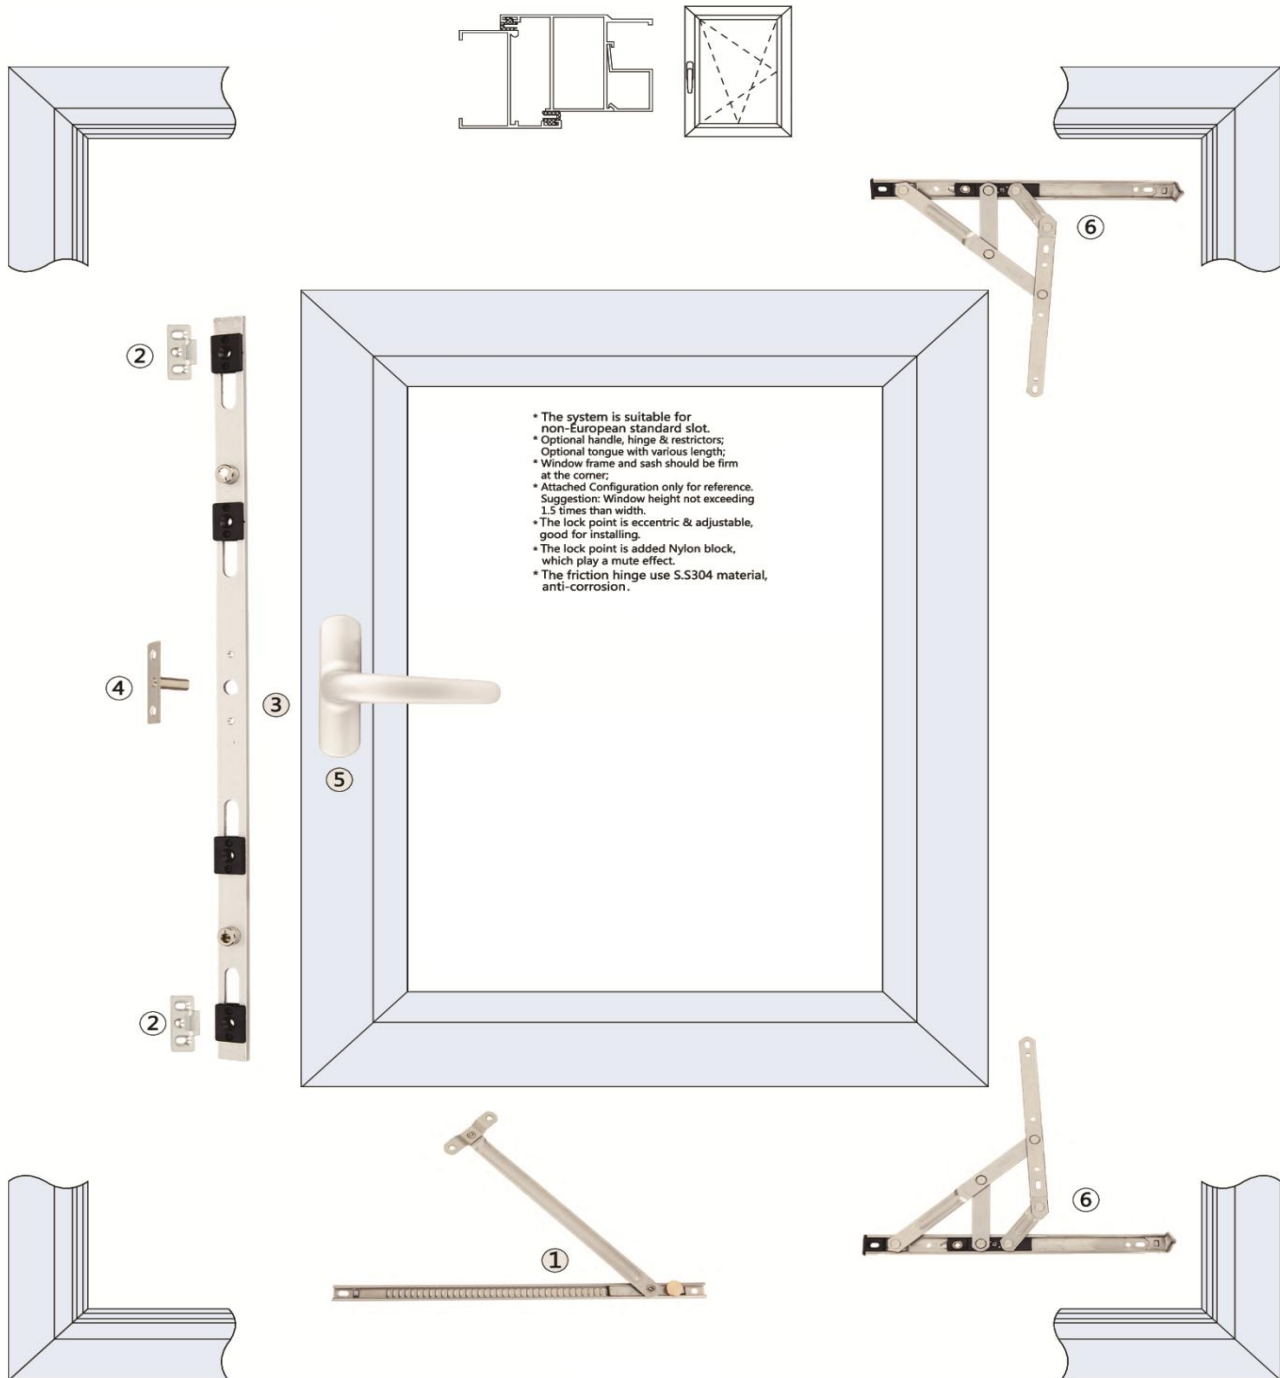 ⑥
②
* The system is suitable for
non-European standard slot.
* Optional handle, hinge & restrictors;
Optional tongue with various length;
* Window frame and sash should be firm
at the corner;
* Attached Configuration only for reference.
Suggestion: Window height not exceeding
1.5 times than width.
* The lock point is eccentric & adjustable,
good for installing.
* The lock point is added Nylon block,
which play a mute effect.
* The friction hinge use S.S304 material,
anti-corrosion.
④
③
⑤
②
⑥
①